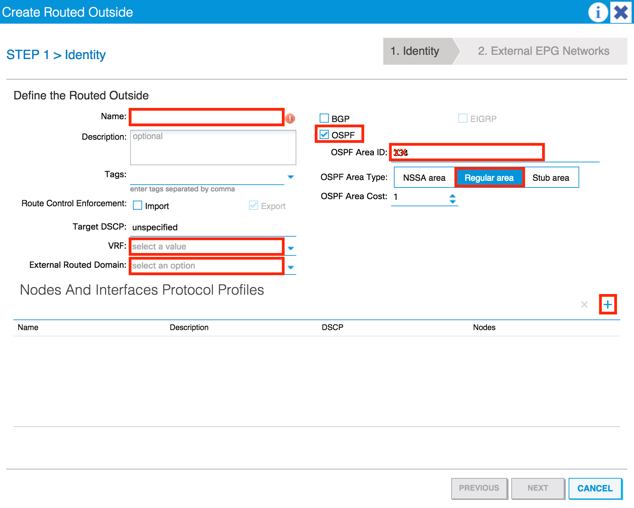 Create Routed Outside
i
STEP 1 > Identity
1. Identity
2. External EPG Networks
Define the Routed Outside
Name:
Description: optional
Tags:
enter tags separated by comma
Route Control Enforcement: Import Export
Target DSCP: unspecified
VRF: select a value
External Routed Domain: select an option
BGP
EIGRP
OSPF
OSPF Area ID:
OSPF Area Type: NSSA area Regular area Stub area
OSPF Area Cost: 1
Nodes And Interfaces Protocol Profiles
Name Description DSCP Nodes
PREVIOUS NEXT CANCEL